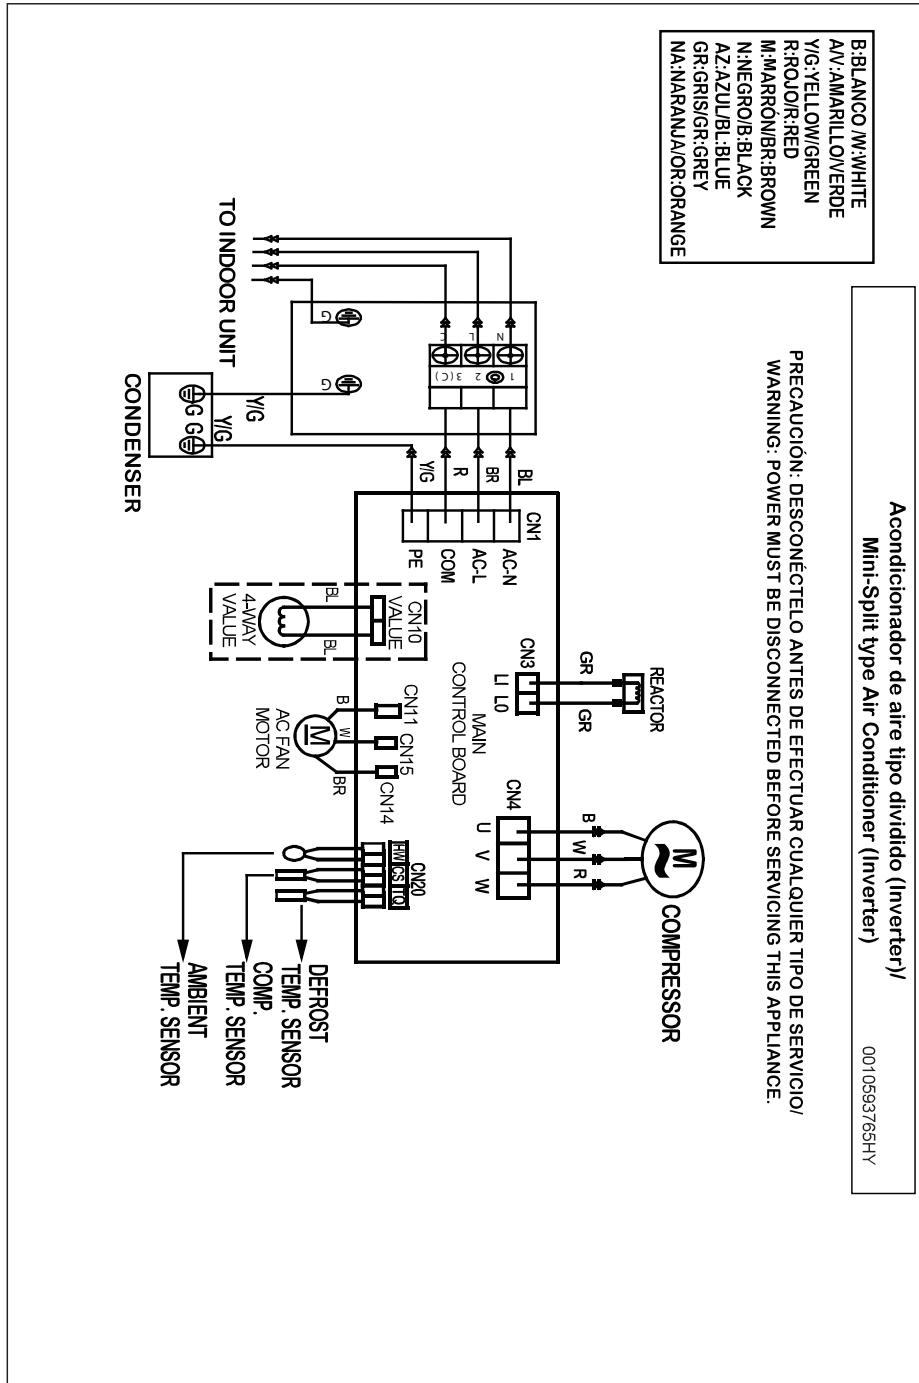 Acondicionador de aire tipo dividido (Inverter)/
Mini-Split type Air Conditioner (Inverter)
0010593765HY
B:BLANCO /W:WHITE
A/V:AMARILLO/VERDE
Y/G:YELLOW/GREEN
R:ROJO/R:RED
M:MARRÓN/BR:BROWN
N:NEGRO/B:BLACK
AZ:AZUL/BL:BLUE
GR:GRIS/GR:GREY
NA:NARANJA/OR:ORANGE
PRECAUCIÓN: DESCONÉCTELO ANTES DE EFECTUAR CUALQUIER TIPO DE SERVICIO/
WARNING: POWER MUST BE DISCONNECTED BEFORE SERVICING THIS APPLIANCE.
REACTOR
GR
GR
CN3
LI LO
M
COMPRESSOR
B
W
R
CN4
U V W
MAIN
CONTROL BOARD
CN1
AC-N
AC-L
COM
PE
BL
BR
R
Y/G
N
L
C
1
2
3(C)
G
G
TO INDOOR UNIT
Y/G
Y/G
G G
CONDENSER
CN10
VALUE
BL
BL
4-WAY
VALUE
CN11
CN15
CN14
B
W
BR
M
AC FAN
MOTOR
CN20
HW
CS
TQ
DEFROST
TEMP. SENSOR
COMP.
TEMP. SENSOR
AMBIENT
TEMP. SENSOR